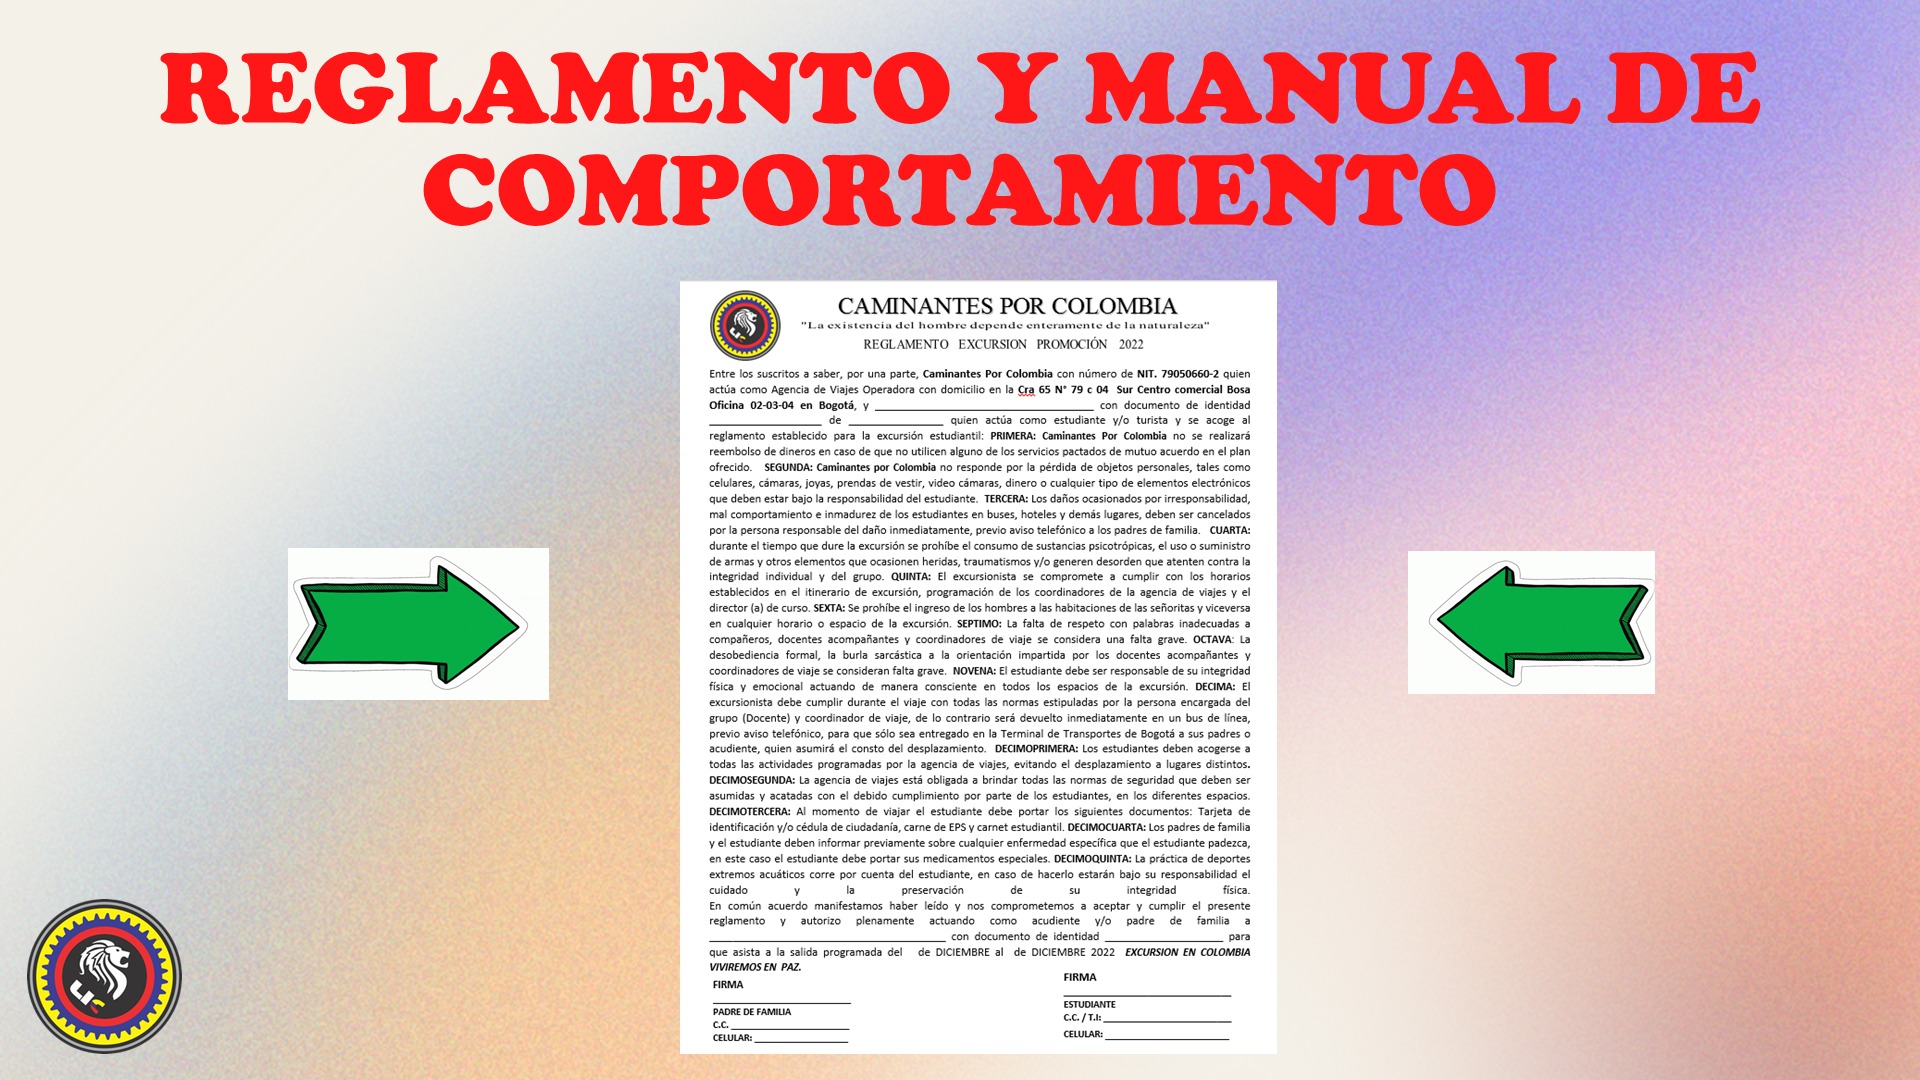 REGLAMENTO Y MANUAL DE
COMPORTAMIENTO
CAMINANTES POR COLOMBIA
"La existencia del hombre depende enteramente de la naturaleza"
REGLAMENTO EXCURSION PROMOCIÓN 2022
Entre los suscritos a saber, por una parte, Caminantes Por Colombia con número de NIT. 79050660-2 quien
actúa como Agencia de Viajes Operadora con domicilio en la Cra 65 N° 79 c 04 Sur Centro comercial Bosa
Oficina 02-03-04 en Bogotá, y ____________________ con documento de identidad
____________________ de ________________ quien actúa como estudiante y/o turista y se acoge al
reglamento establecido para la excursión estudiantil: PRIMERA: Caminantes Por Colombia no se realizará
reembolso de dineros en caso de que no utilicen alguno de los servicios pactados de mutuo acuerdo en el plan
ofrecido. SEGUNDA: Caminantes por Colombia no responde por la pérdida de objetos personales, tales como
celulares, cámaras, joyas, prendas de vestir, video cámaras, dinero o cualquier tipo de elementos electrónicos
que deben estar bajo la responsabilidad del estudiante. TERCERA: Los daños ocasionados por irresponsabilidad,
mal comportamiento e inmadurez de los estudiantes en buses, hoteles y demás lugares, deben ser cancelados
por la persona responsable del daño inmediatamente, previo aviso telefónico a los padres de familia. CUARTA:
durante el tiempo que dure la excursión se prohíbe el consumo de sustancias psicotrópicas, el uso o suministro
de armas y otros elementos que ocasionen heridas, traumatismos y/o generen desorden que atenten contra la
integridad individual y del grupo. QUINTA: El excursionista se compromete a cumplir con los horarios
establecidos en el itinerario de excursión, programación de los coordinadores de la agencia de viajes y el
director (a) de curso. SEXTA: Se prohíbe el ingreso de los hombres a las habitaciones de las señoritas y viceversa
en cualquier horario o espacio de la excursión. SEPTIMO: La falta de respeto con palabras inadecuadas a
compañeros, docentes acompañantes y coordinadores de viaje se considera una falta grave. OCTAVA: La
desobediencia formal, la burla sarcástica a la orientación impartida por los docentes acompañantes y
coordinadores de viaje se consideran falta grave. NOVENA: El estudiante debe ser responsable de su integridad
física y emocional actuando de manera consciente en todos los espacios de la excursión. DECIMA: El
excursionista debe cumplir durante el viaje con todas las normas estipuladas por la persona encargada del
grupo (Docente) y coordinador de viaje, de lo contrario será devuelto inmediatamente en un bus de línea,
previo aviso telefónico, para que sólo sea entregado en la Terminal de Transportes de Bogotá a sus padres o
acudiente, quien asumirá el consto del desplazamiento. DECIMOPRIMERA: Los estudiantes deben acogerse a
todas las actividades programadas por la agencia de viajes, evitando el desplazamiento a lugares distintos.
DECIMOSEGUNDA: La agencia de viajes está obligada a brindar todas las normas de seguridad que deben ser
asumidas y acatadas con el debido cumplimiento por parte de los estudiantes, en los diferentes espacios.
DECIMOTERCERA: Al momento de viajar el estudiante debe portar los siguientes documentos: Tarjeta de
identificación y/o cédula de ciudadanía, carne de EPS y carnet estudiantil. DECIMOCUARTA: Los padres de familia
y el estudiante deben informar previamente sobre cualquier enfermedad específica que el estudiante padezca,
en este caso el estudiante debe portar sus medicamentos especiales. DECIMOQUINTA: La práctica de deportes
extremos acuáticos corre por cuenta del estudiante, en caso de hacerlo estarán bajo su responsabilidad el
cuidado y la preservación de su integridad física.
En común acuerdo manifestamos haber leído y nos comprometemos a aceptar y cumplir el presente
reglamento y autorizo plenamente actuando como acudiente y/o padre de familia a
____________________ con documento de identidad ____________________ para
que asista a la salida programada del de DICIEMBRE al de DICIEMBRE 2022 EXCURSION EN COLOMBIA
VIVIREMOS EN PAZ.
FIRMA
____________________
PADRE DE FAMILIA
C.C. ____________________
CELULAR: ________________
FIRMA
____________________
ESTUDIANTE
C.C. / T.I: ____________________
CELULAR: ____________________